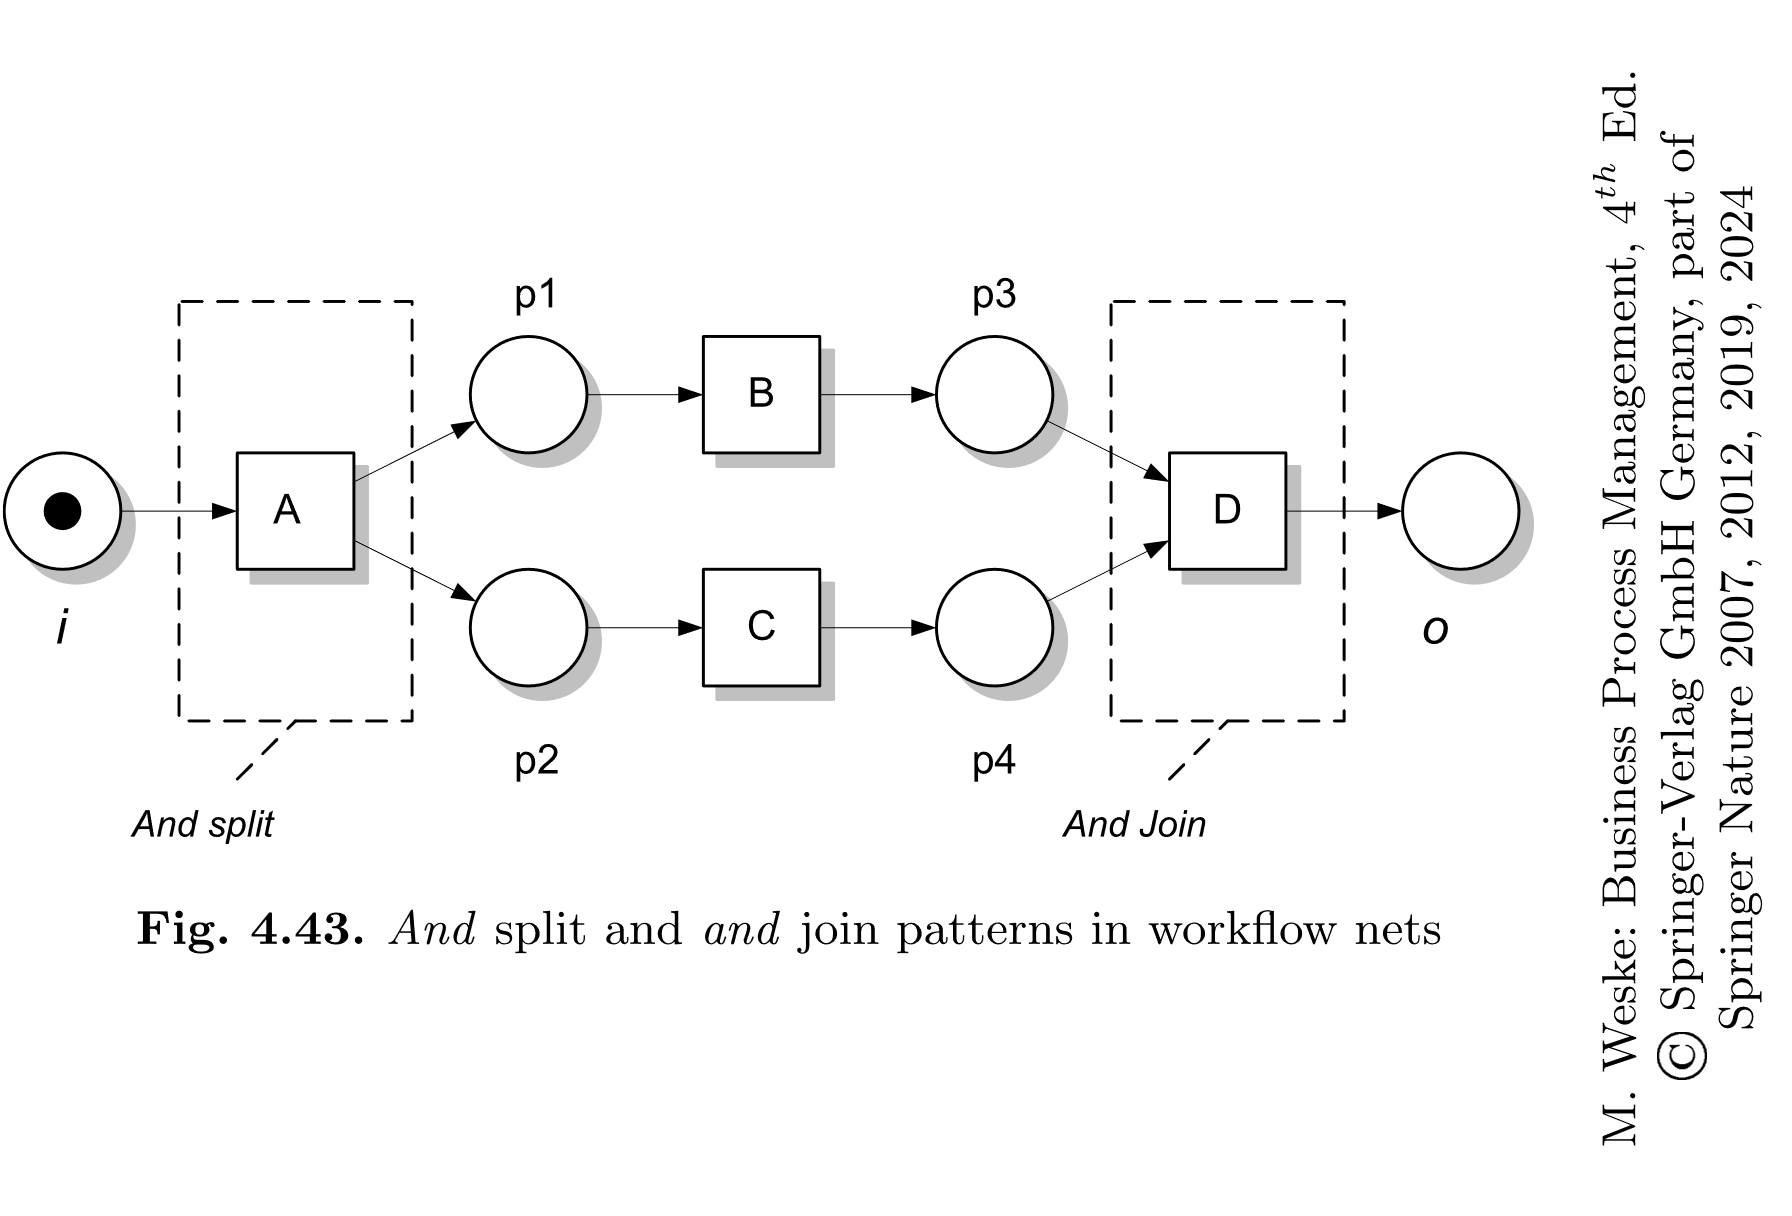 p1
p3
B
A
D
i
C
o
p2
p4
And split
And Join
Fig. 4.43. And split and and join patterns in workflow nets
M. Weske: Business Process Management, 4th Ed.
© Springer-Verlag GmbH Germany, part of
Springer Nature 2007, 2012, 2019, 2024